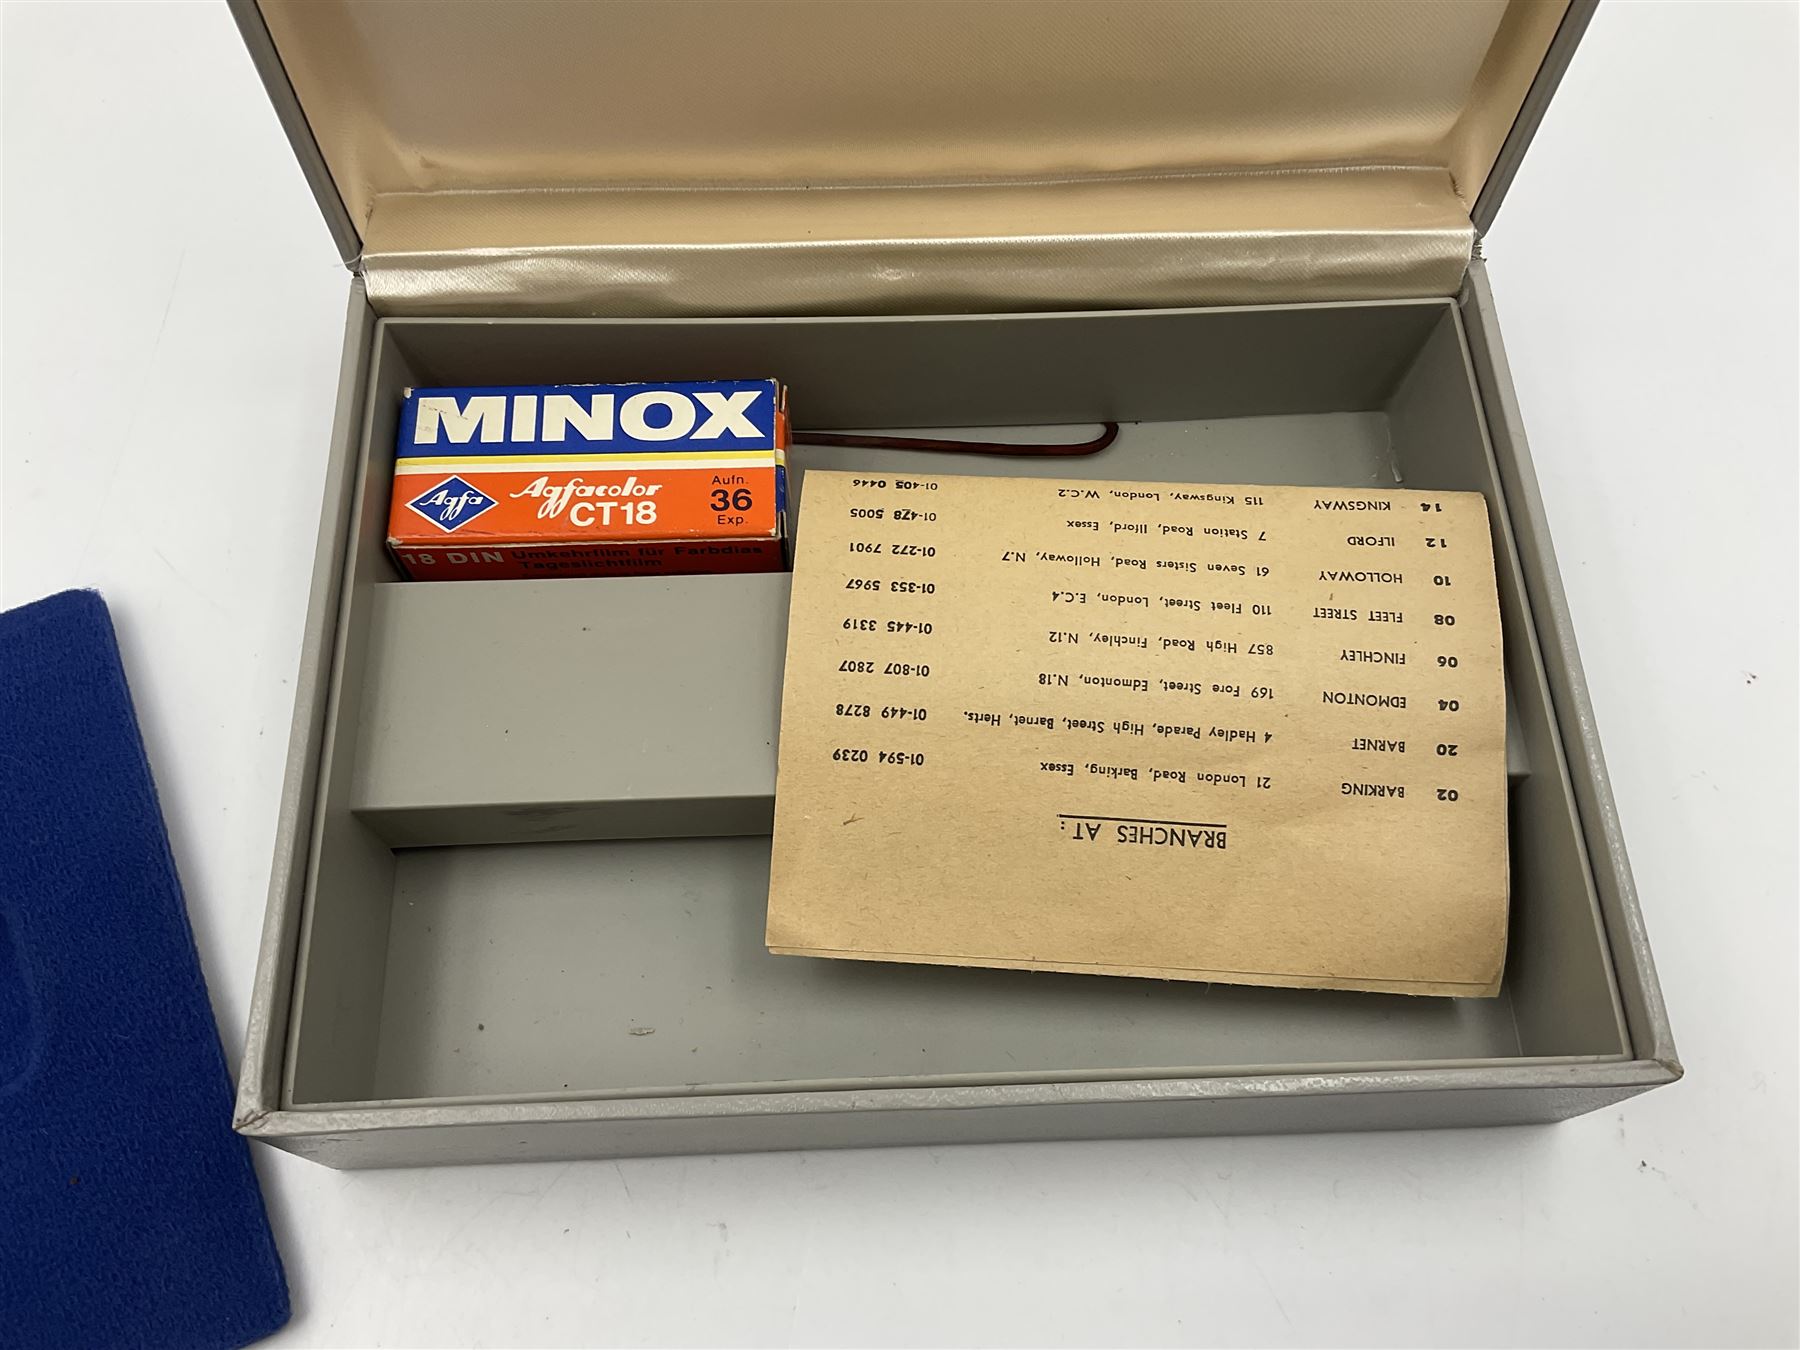 MINOX
Agfa
Agfacolor
CT18
Aufn.
36
Exp.
18 DIN Umkehrfilm für Farbdias
Tageslichtfilm
BRANCHES AT:
02 BARKING 21 London Road, Barking, Essex 01-594 0239
20 BARNET 4 Hadley Parade, High Street, Barnet, Herts. 01-449 8278
04 EDMONTON 169 Fore Street, Edmonton, N.18 01-807 2807
06 FINCHLEY 857 High Road, Finchley, N.12 01-445 3319
08 FLEET STREET 110 Fleet Street, London, E.C.4 01-353 5967
10 HOLLOWAY 61 Seven Sisters Road, Holloway, N.7 01-272 7901
12 ILFORD 7 Station Road, Ilford, Essex 01-478 5005
14 KINGSWAY 115 Kingsway, London, W.C.2 01-405 0446